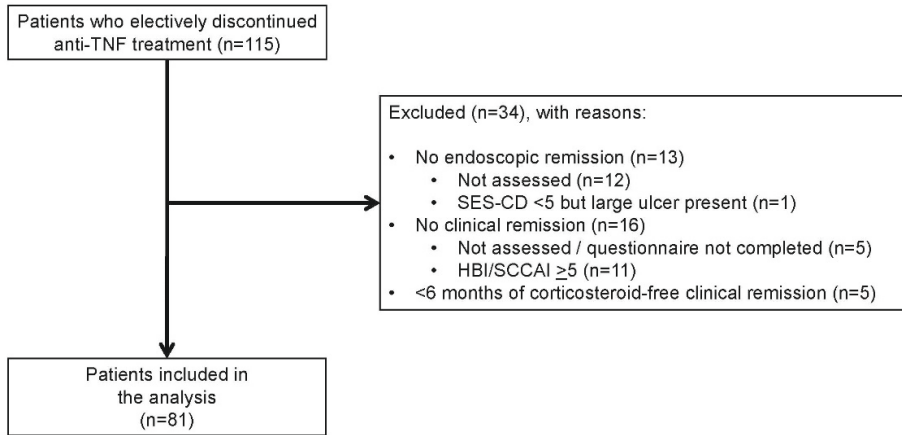 Patients who electively discontinued
anti-TNF treatment (n=115)
Excluded (n=34), with reasons:
• No endoscopic remission (n=13)
• Not assessed (n=12)
• SES-CD <5 but large ulcer present (n=1)
• No clinical remission (n=16)
• Not assessed / questionnaire not completed (n=5)
• HBI/SCCAI ≥5 (n=11)
• <6 months of corticosteroid-free clinical remission (n=5)
Patients included in
the analysis
(n=81)